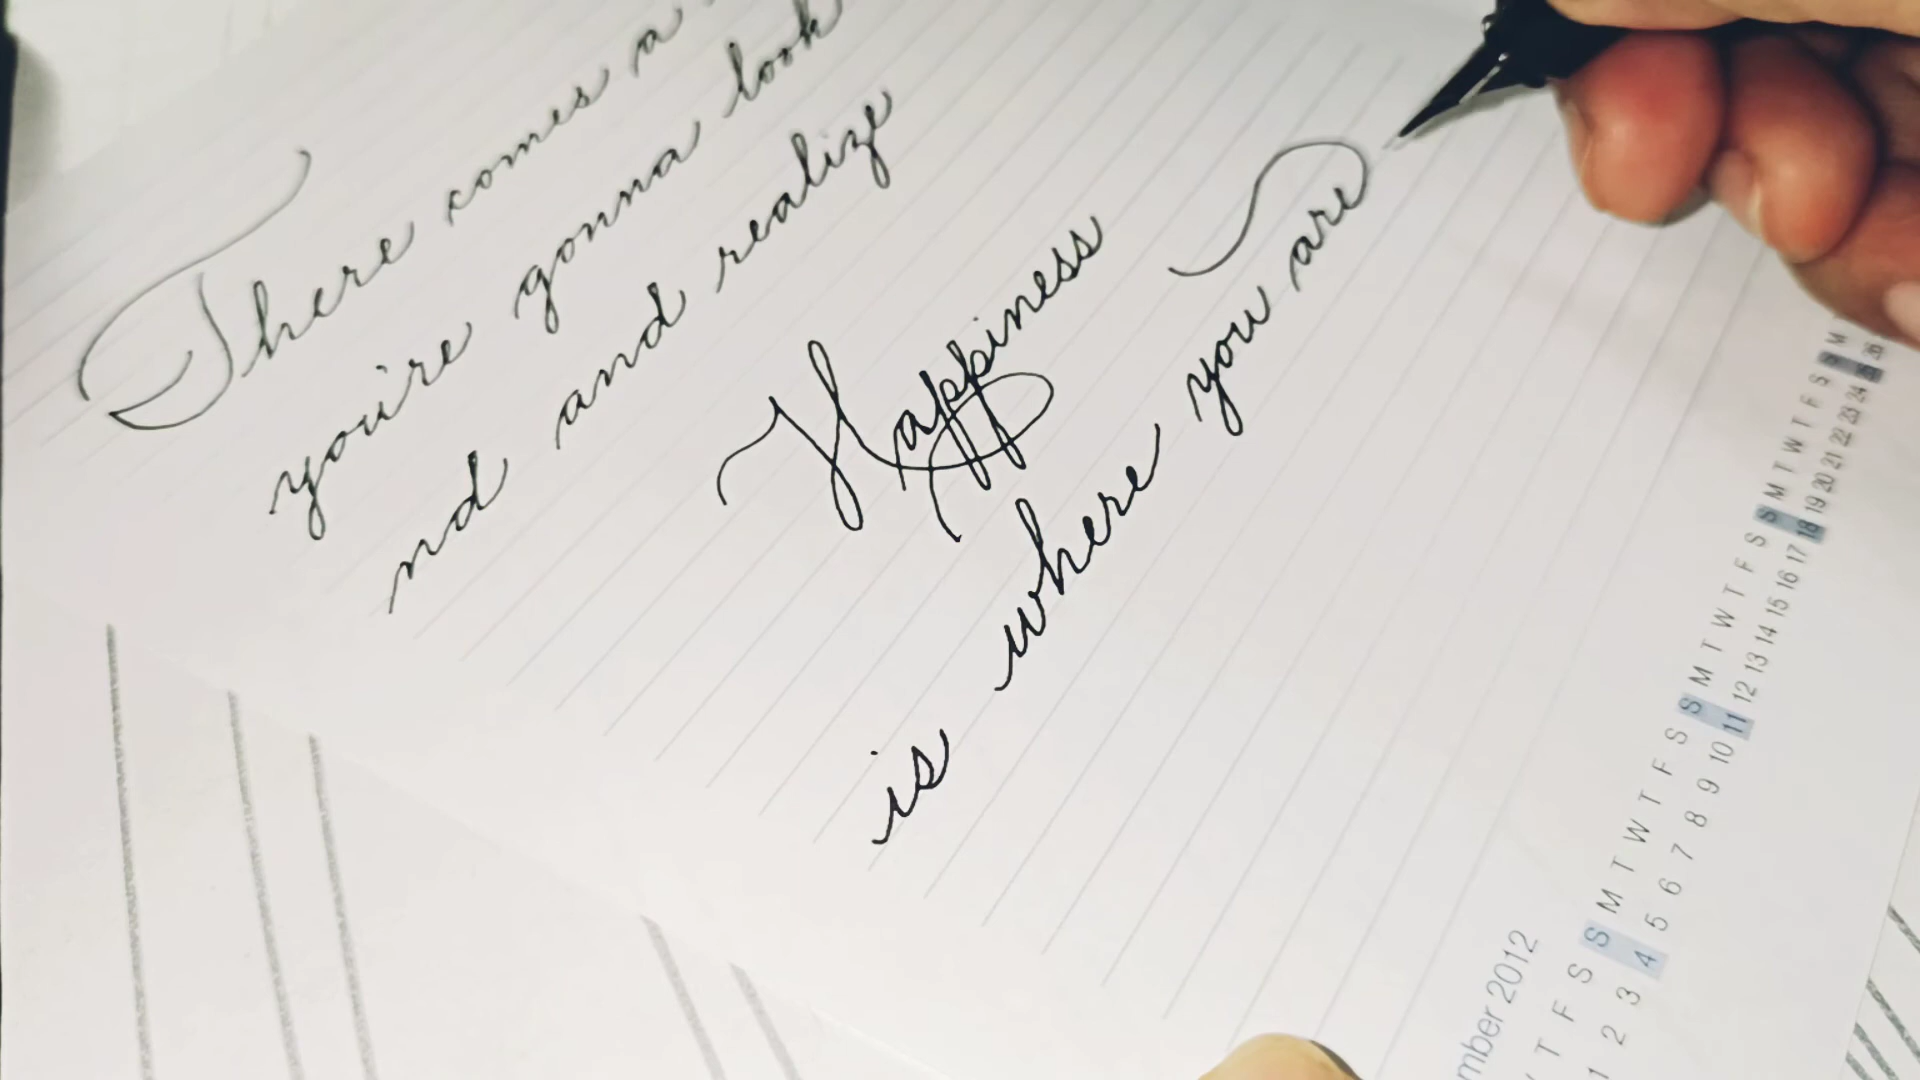 There comes a
you're gonna look
nd and realize
Happiness
is where you are
mber 2012
T F S S M T W T F S S M T W T F S S M T W T F S S M
1 2 3 4 5 6 7 8 9 10 11 12 13 14 15 16 17 18 19 20 21 22 23 24 25 26